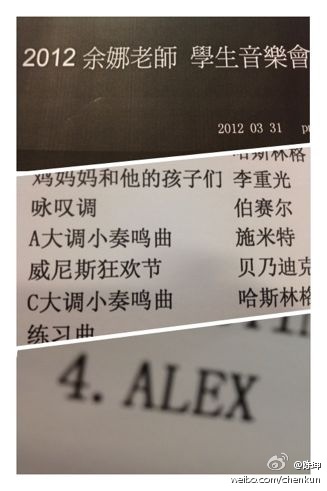 2012 余娜老師 學生音樂會
2012 03 31
哈斯林格
鸡妈妈和他的孩子们 李重光
咏叹调 伯赛尔
A大调小奏鸣曲 施米特
威尼斯狂欢节 贝乃迪克
C大调小奏鸣曲 哈斯林格
练习曲
4. ALEX
@陈坤
weibo.com/chenkun